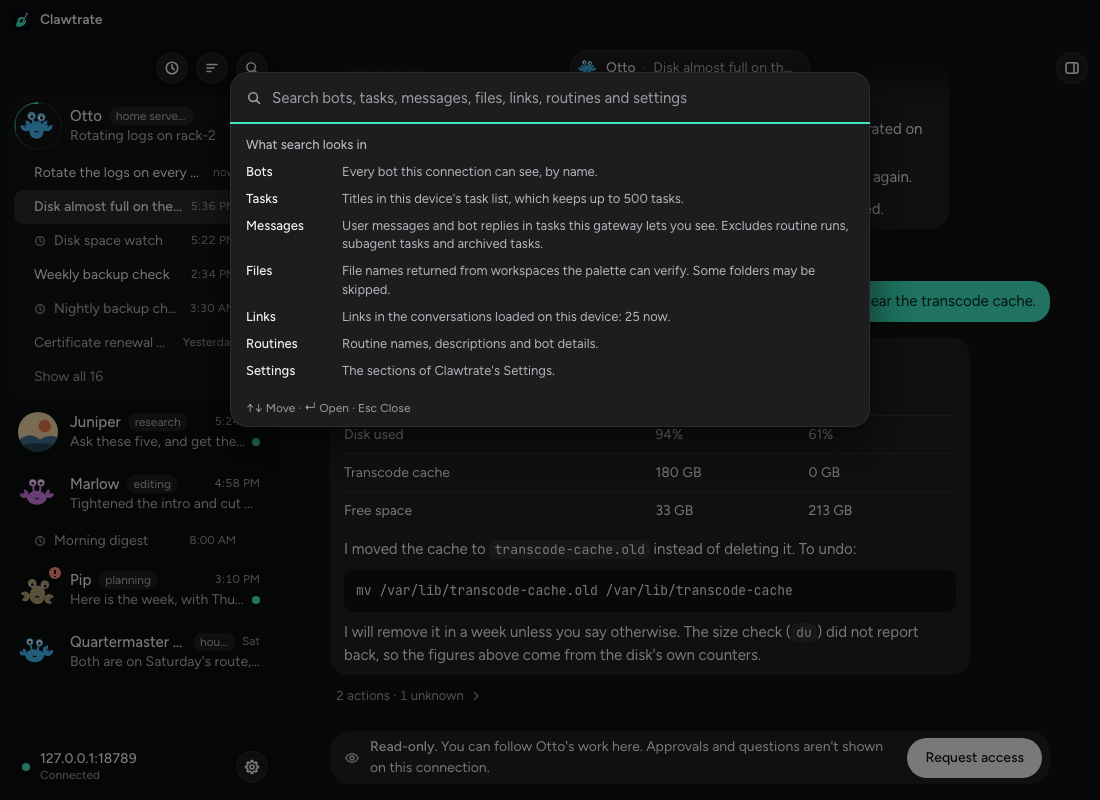 Clawtrate
Otto · Disk almost full on th...
Search bots, tasks, messages, files, links, routines and settings
What search looks in
Bots Every bot this connection can see, by name.
Tasks Titles in this device's task list, which keeps up to 500 tasks.
Messages User messages and bot replies in tasks this gateway lets you see. Excludes routine runs,
subagent tasks and archived tasks.
Files File names returned from workspaces the palette can verify. Some folders may be
skipped.
Links Links in the conversations loaded on this device: 25 now.
Routines Routine names, descriptions and bot details.
Settings The sections of Clawtrate's Settings.
↑↓ Move · ↵ Open · Esc Close
Otto home serve...
Rotating logs on rack-2
Rotate the logs on every ... now
Disk almost full on the... 5:36 PM
Disk space watch 5:22 PM
Weekly backup check 2:34 PM
Nightly backup ch... 3:30 AM
Certificate renewal ... Yesterda
Show all 16
Juniper research 5:24
Ask these five, and get the...
Marlow editing 4:58 PM
Tightened the intro and cut ...
Morning digest 8:00 AM
Pip planning 3:10 PM
Here is the week, with Thu...
Quartermaster ... hou... Sat
Both are on Saturday's route,...
127.0.0.1:18789
Connected
rated on
again.
ed.
ear the transcode cache.
Disk used 94% 61%
Transcode cache 180 GB 0 GB
Free space 33 GB 213 GB
I moved the cache to transcode-cache.old instead of deleting it. To undo:
mv /var/lib/transcode-cache.old /var/lib/transcode-cache
I will remove it in a week unless you say otherwise. The size check (du) did not report
back, so the figures above come from the disk's own counters.
2 actions · 1 unknown
Read-only. You can follow Otto's work here. Approvals and questions aren't shown
on this connection.
Request access